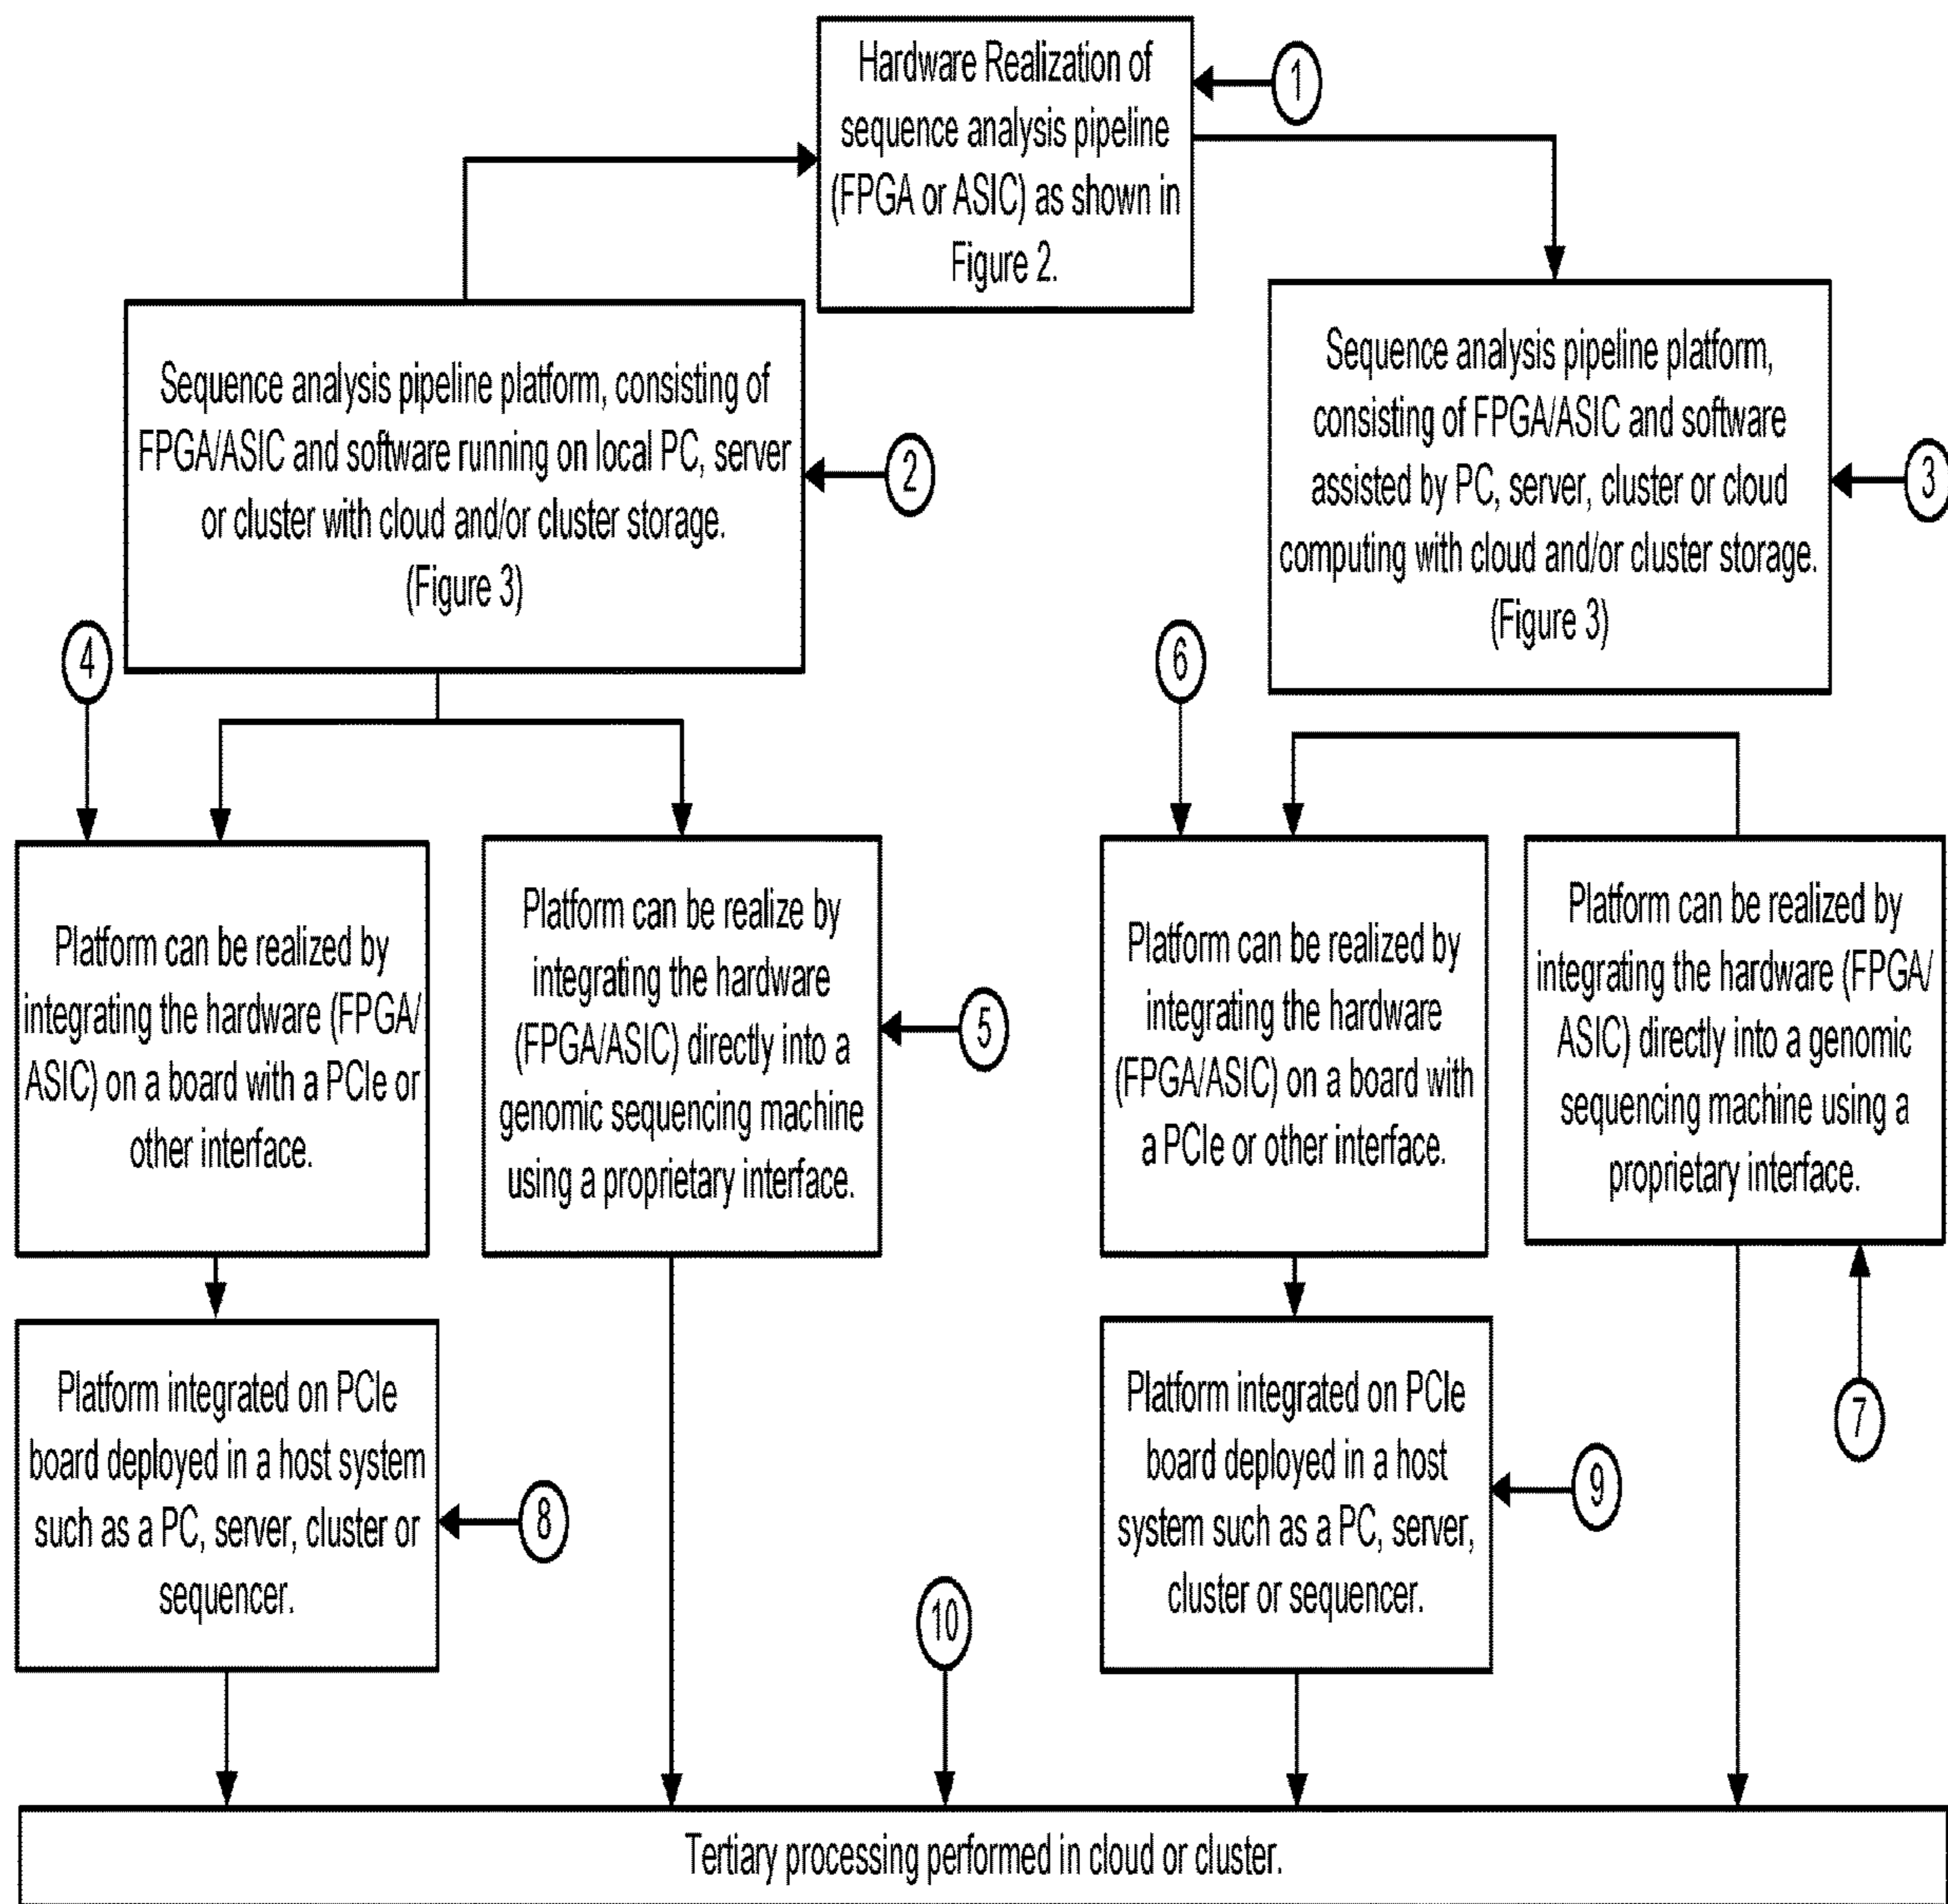 Hardware Realization of
sequence analysis pipeline
(FPGA or ASIC) as shown in
Figure 2.
1
Sequence analysis pipeline platform, consisting of
FPGA/ASIC and software running on local PC, server
or cluster with cloud and/or cluster storage.
(Figure 3)
2
Sequence analysis pipeline platform,
consisting of FPGA/ASIC and software
assisted by PC, server, cluster or cloud
computing with cloud and/or cluster storage.
(Figure 3)
3
4
6
Platform can be realized by
integrating the hardware (FPGA/
ASIC) on a board with a PCIe or
other interface.
Platform can be realize by
integrating the hardware
(FPGA/ASIC) directly into a
genomic sequencing machine
using a proprietary interface.
5
Platform can be realized by
integrating the hardware
(FPGA/ASIC) on a board with
a PCIe or other interface.
Platform can be realized by
integrating the hardware (FPGA/
ASIC) directly into a genomic
sequencing machine using a
proprietary interface.
7
Platform integrated on PCIe
board deployed in a host system
such as a PC, server, cluster or
sequencer.
8
Platform integrated on PCIe
board deployed in a host
system such as a PC, server,
cluster or sequencer.
9
10
Tertiary processing performed in cloud or cluster.